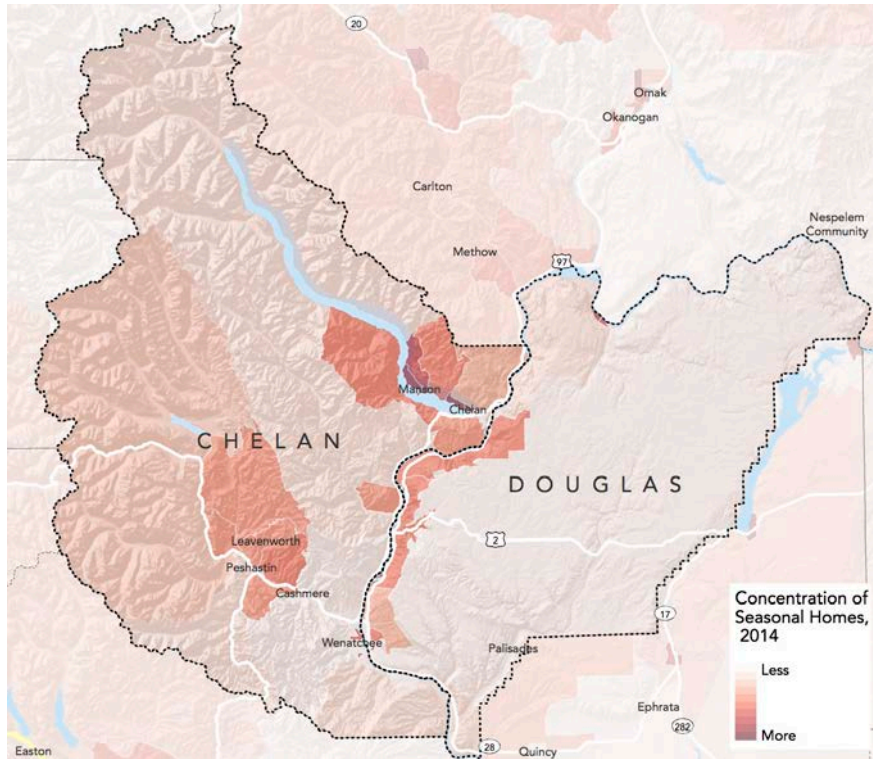 20
Omak
Okanogan
Carlton
Nespelem
Community
Methow
97
Manson
Chelan
CHELAN
DOUGLAS
2
Leavenworth
Peshastin
Cashmere
Wenatchee
Palisades
17
Ephrata
282
Easton
28
Quincy
Concentration of
Seasonal Homes,
2014
Less
More